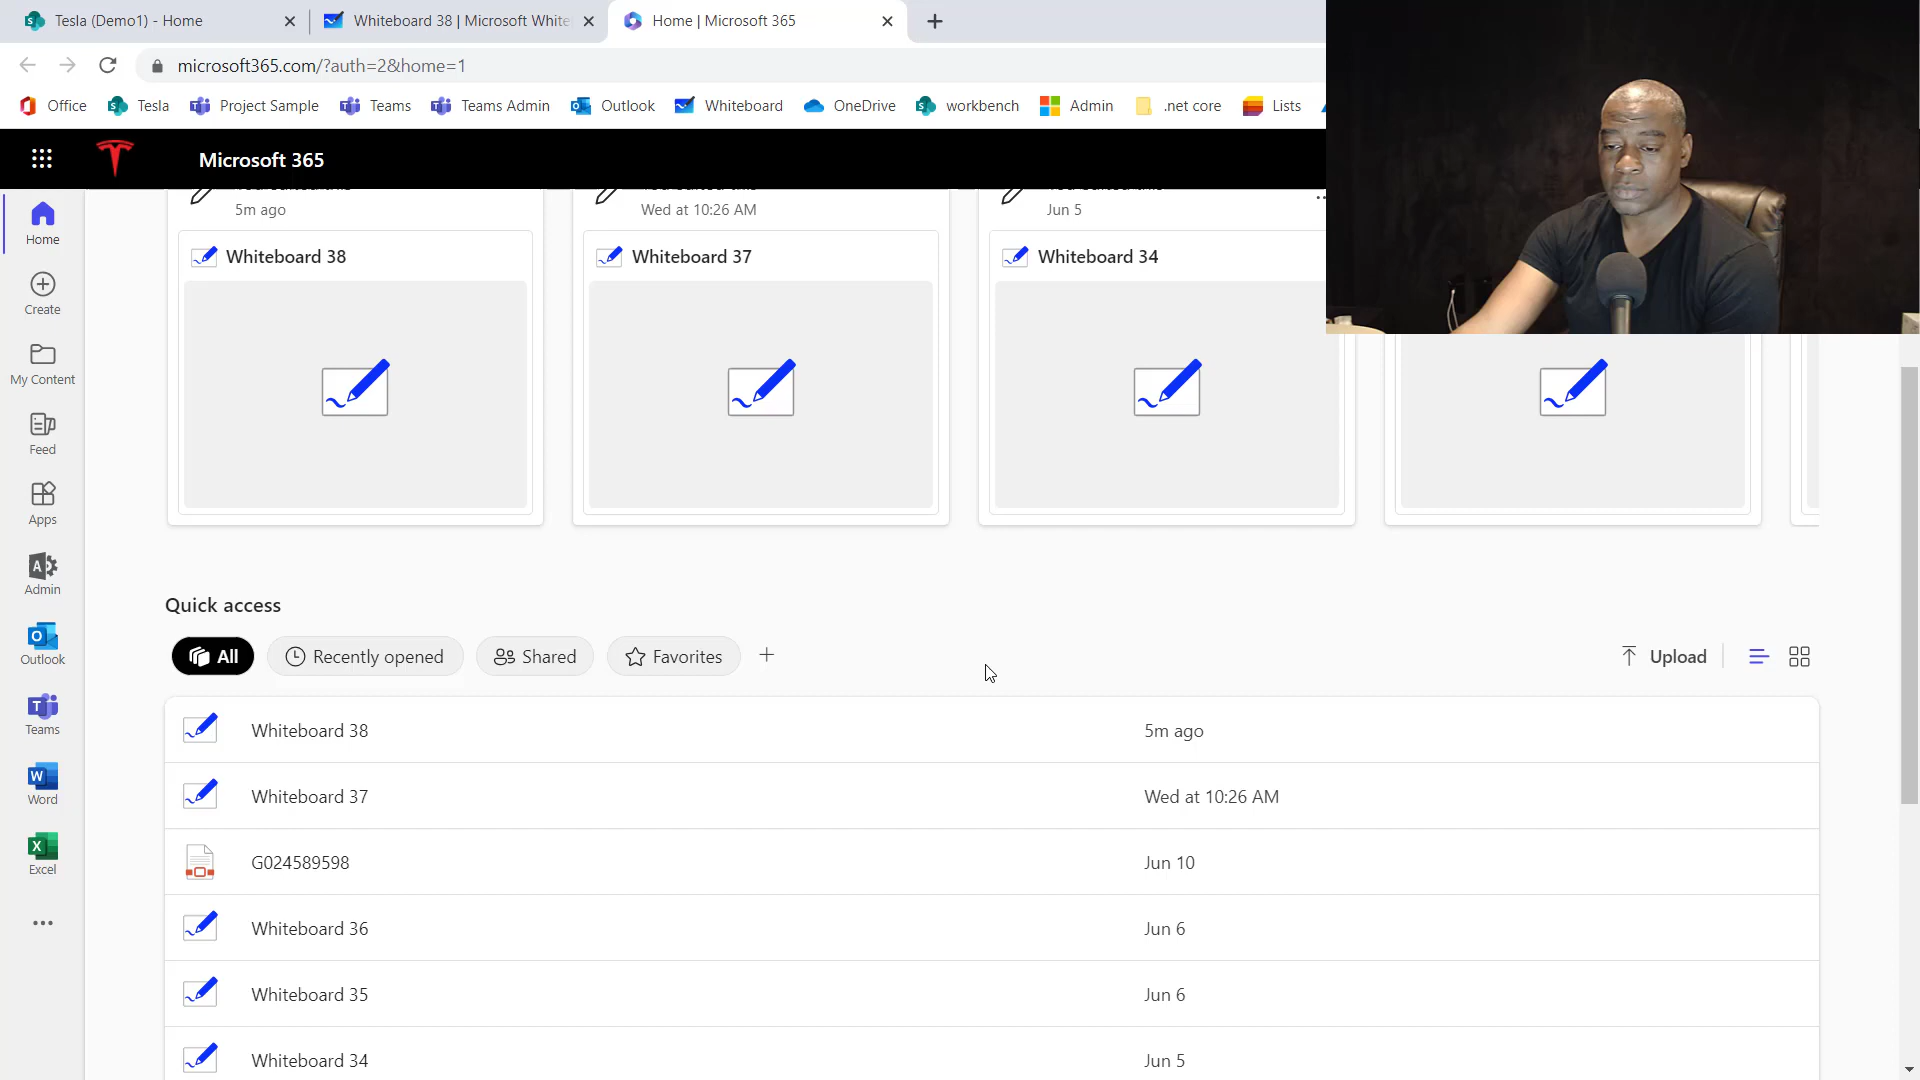 Tesla (Demo1) - Home
Whiteboard 38 | Microsoft White
Home | Microsoft 365
microsoft365.com/?auth=2&home=1
Office Tesla Project Sample Teams Teams Admin Outlook Whiteboard OneDrive workbench Admin .net core Lists
Microsoft 365
5m ago
Wed at 10:26 AM
Jun 5
Whiteboard 38
Whiteboard 37
Whiteboard 34
Home
Create
My Content
Feed
Apps
Admin
Outlook
Teams
Word
Excel
Quick access
All Recently opened Shared Favorites + Upload
Whiteboard 38 5m ago
Whiteboard 37 Wed at 10:26 AM
G024589598 Jun 10
Whiteboard 36 Jun 6
Whiteboard 35 Jun 6
Whiteboard 34 Jun 5